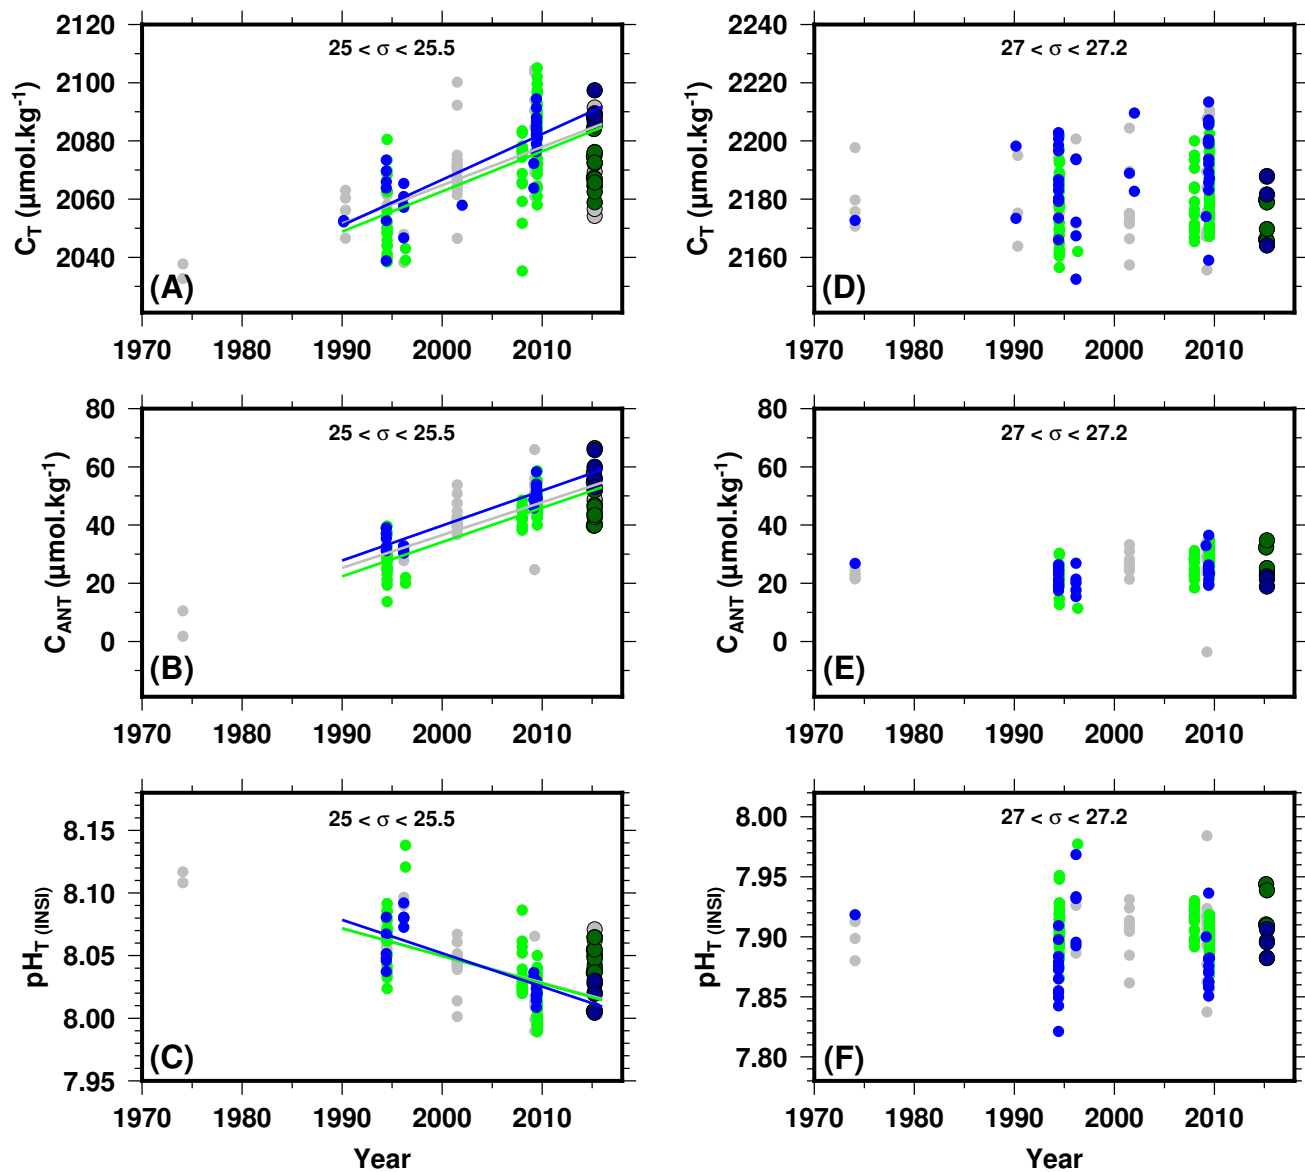 2120
2100
2080
2060
2040
C_T (µmol.kg⁻¹)
25 < σ < 25.5
(A)
1970 1980 1990 2000 2010
2240
2220
2200
2180
2160
C_T (µmol.kg⁻¹)
27 < σ < 27.2
(D)
1970 1980 1990 2000 2010
80
60
40
20
0
C_ANT (µmol.kg⁻¹)
25 < σ < 25.5
(B)
1970 1980 1990 2000 2010
80
60
40
20
0
C_ANT (µmol.kg⁻¹)
27 < σ < 27.2
(E)
1970 1980 1990 2000 2010
8.15
8.10
8.05
8.00
7.95
pH_T (INSI)
25 < σ < 25.5
(C)
1970 1980 1990 2000 2010
Year
8.00
7.95
7.90
7.85
7.80
pH_T (INSI)
27 < σ < 27.2
(F)
1970 1980 1990 2000 2010
Year